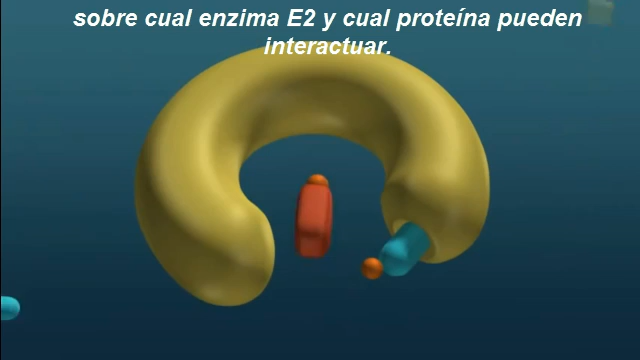 sobre cual enzima E2 y cual proteína pueden
interactuar.